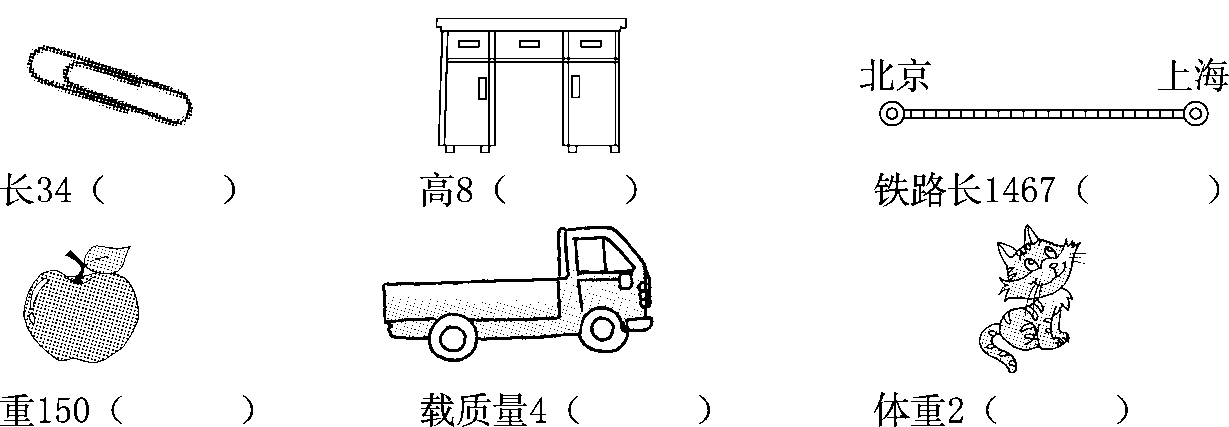 北京 上海
长34（ ） 高8（ ） 铁路长1467（ ）
重150（ ） 载质量4（ ） 体重2（ ）